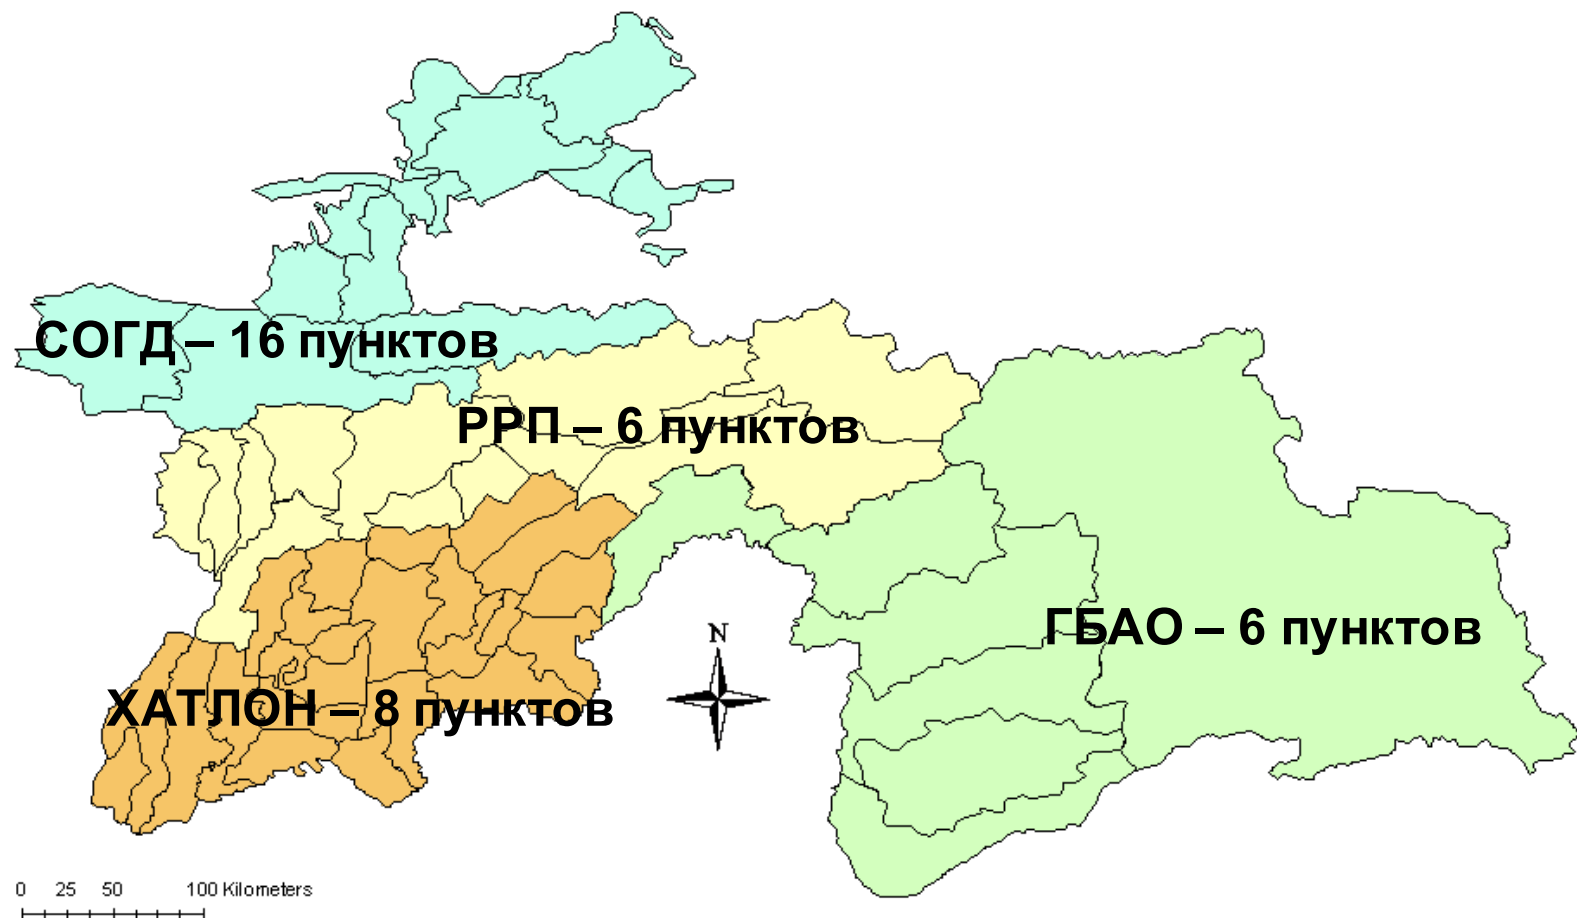 СОГД – 16 пунктов
РРП – 6 пунктов
ГБАО – 6 пунктов
N
ХАТЛОН – 8 пунктов
0 25 50 100 Kilometers